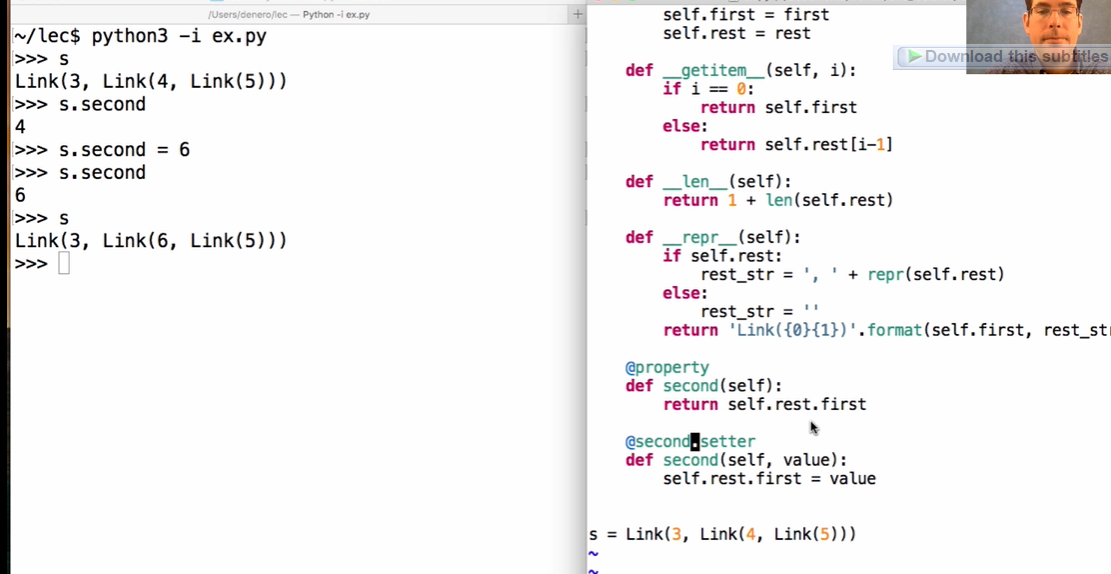 /Users/denero/lec — Python -i ex.py
+
~/lec$ python3 -i ex.py
>>> s
Link(3, Link(4, Link(5)))
>>> s.second
4
>>> s.second = 6
>>> s.second
6
>>> s
Link(3, Link(6, Link(5)))
>>>
self.first = first
self.rest = rest
Download this subtitles
def __getitem__(self, i):
if i == 0:
return self.first
else:
return self.rest[i-1]
def __len__(self):
return 1 + len(self.rest)
def __repr__(self):
if self.rest:
rest_str = ', ' + repr(self.rest)
else:
rest_str = ''
return 'Link({0}{1})'.format(self.first, rest_str
@property
def second(self):
return self.rest.first
@second.setter
def second(self, value):
self.rest.first = value
s = Link(3, Link(4, Link(5)))
~
~